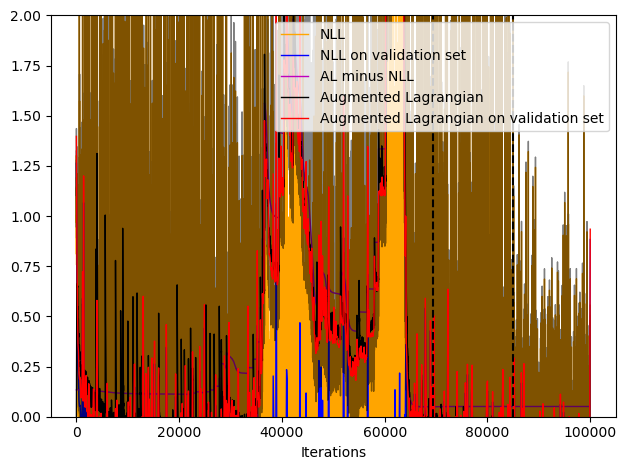 2.00
1.75
1.50
1.25
1.00
0.75
0.50
0.25
0.00
NLL
NLL on validation set
AL minus NLL
Augmented Lagrangian
Augmented Lagrangian on validation set
0 20000 40000 60000 80000 100000
Iterations